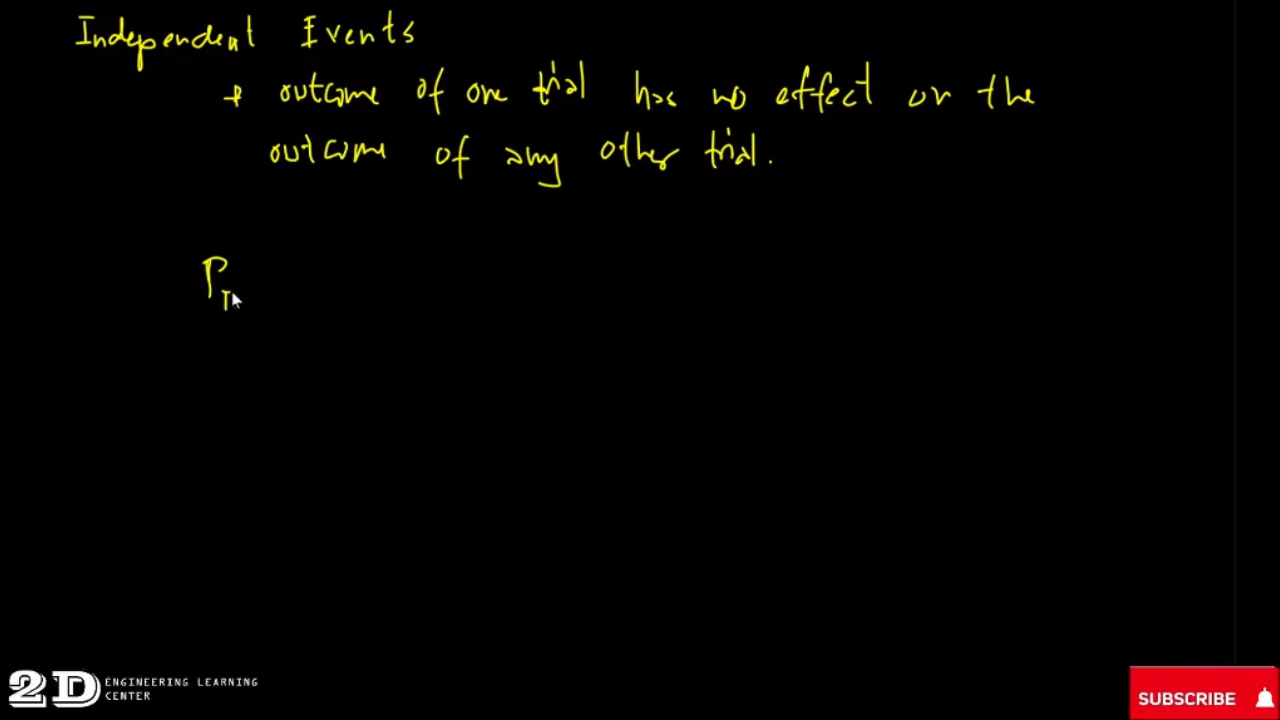 Independent Events
* outcome of one trial has no effect on the
outcome of any other trial.
P
2D ENGINEERING LEARNING
CENTER
SUBSCRIBE